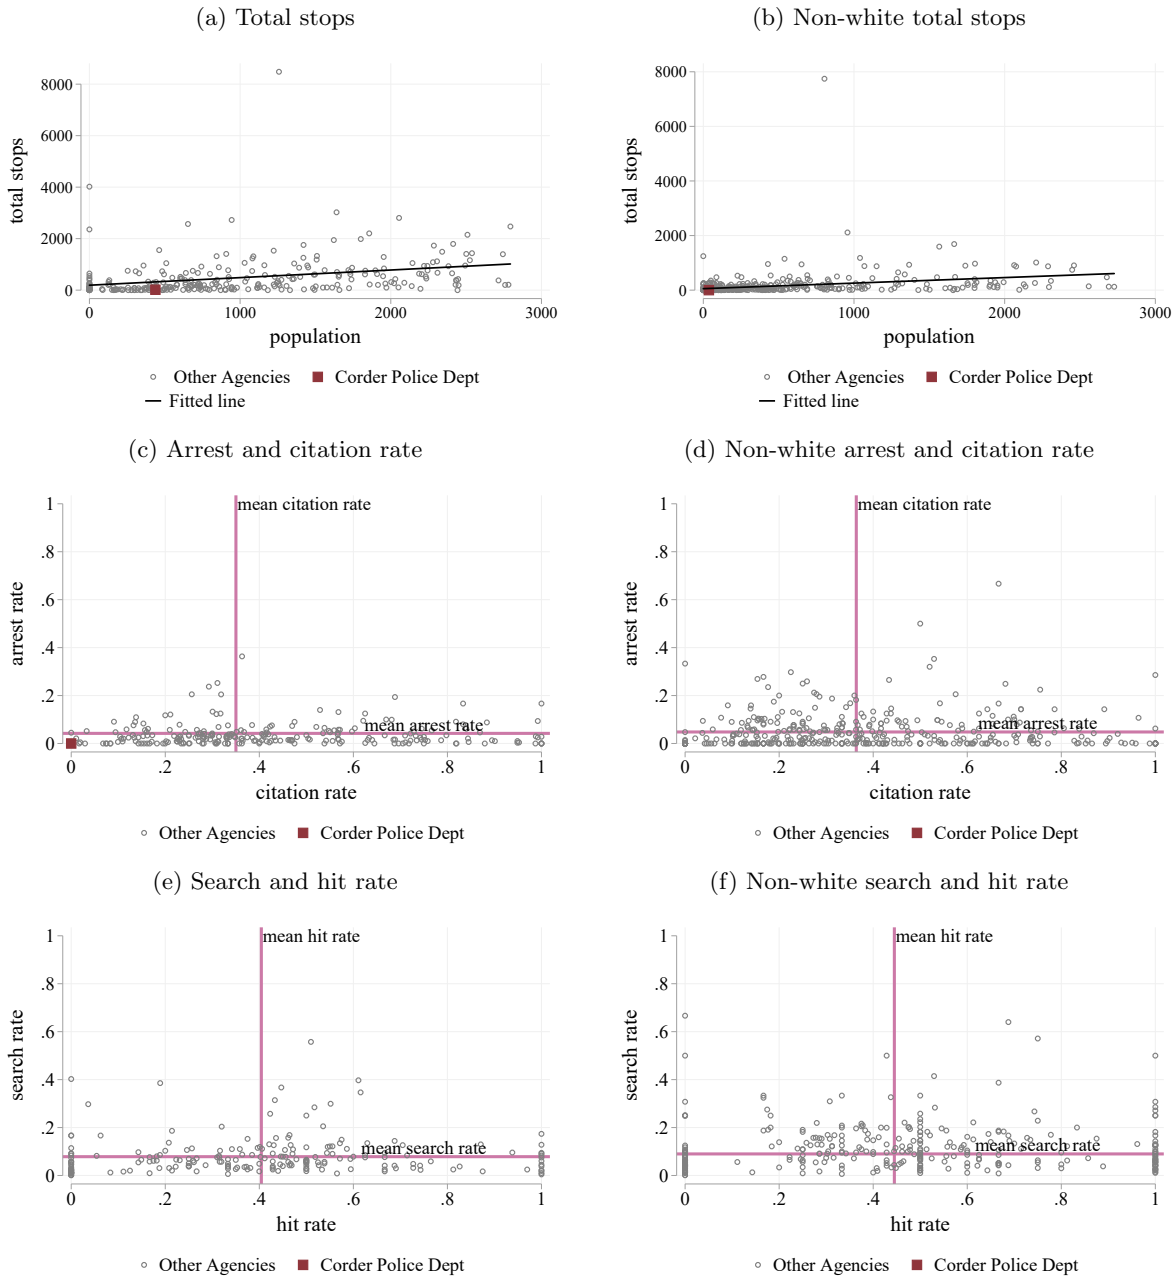 (a) Total stops
(b) Non-white total stops
total stops
8000
6000
4000
2000
0
0
1000
2000
3000
population
Other Agencies
Corder Police Dept
Fitted line
total stops
8000
6000
4000
2000
0
0
1000
2000
3000
population
Other Agencies
Corder Police Dept
Fitted line
(c) Arrest and citation rate
(d) Non-white arrest and citation rate
arrest rate
1
.8
.6
.4
.2
0
mean citation rate
mean arrest rate
0
.2
.4
.6
.8
1
citation rate
Other Agencies
Corder Police Dept
arrest rate
1
.8
.6
.4
.2
0
mean citation rate
mean arrest rate
0
.2
.4
.6
.8
1
citation rate
Other Agencies
Corder Police Dept
(e) Search and hit rate
(f) Non-white search and hit rate
search rate
1
.8
.6
.4
.2
0
mean hit rate
mean search rate
0
.2
.4
.6
.8
1
hit rate
Other Agencies
Corder Police Dept
search rate
1
.8
.6
.4
.2
0
mean hit rate
mean search rate
0
.2
.4
.6
.8
1
hit rate
Other Agencies
Corder Police Dept